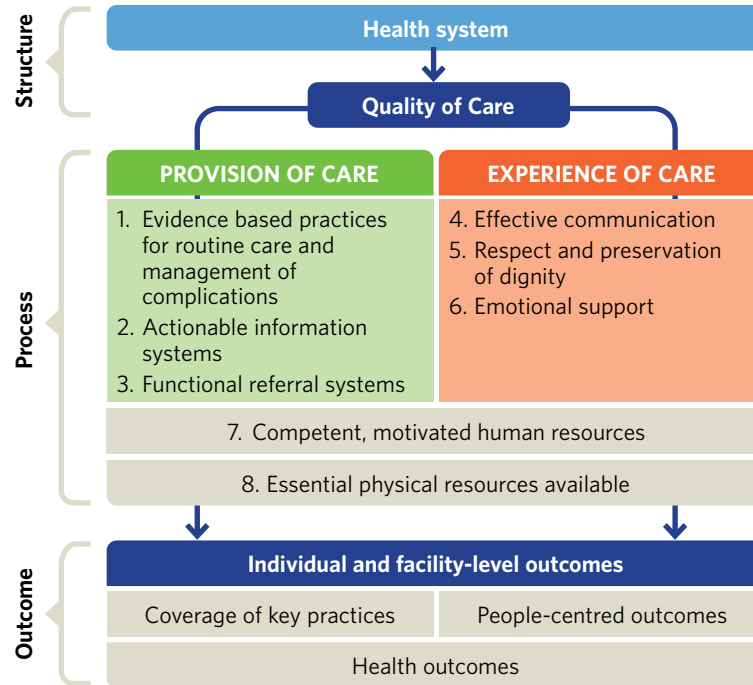 Structure
Health system
Quality of Care
Process
PROVISION OF CARE
EXPERIENCE OF CARE
1. Evidence based practices
for routine care and
management of
complications
2. Actionable information
systems
3. Functional referral systems
4. Effective communication
5. Respect and preservation
of dignity
6. Emotional support
7. Competent, motivated human resources
8. Essential physical resources available
Outcome
Individual and facility-level outcomes
Coverage of key practices
People-centred outcomes
Health outcomes